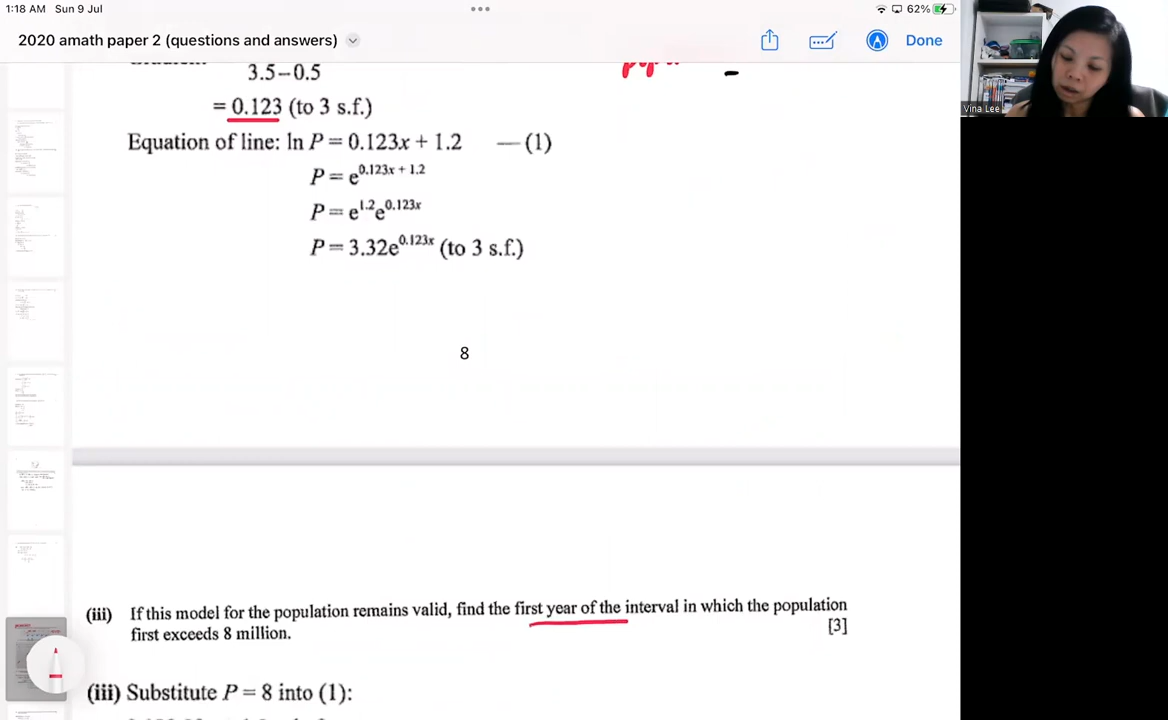 1:18 AM Sun 9 Jul
62%
2020 amath paper 2 (questions and answers)
Done
3.5–0.5
= 0.123 (to 3 s.f.)
Equation of line: ln P = 0.123x + 1.2 — (1)
P = e^0.123x + 1.2
P = e^1.2e^0.123x
P = 3.32e^0.123x (to 3 s.f.)
8
(iii) If this model for the population remains valid, find the first year of the interval in which the population
first exceeds 8 million. [3]
(iii) Substitute P = 8 into (1):
Vina Lee